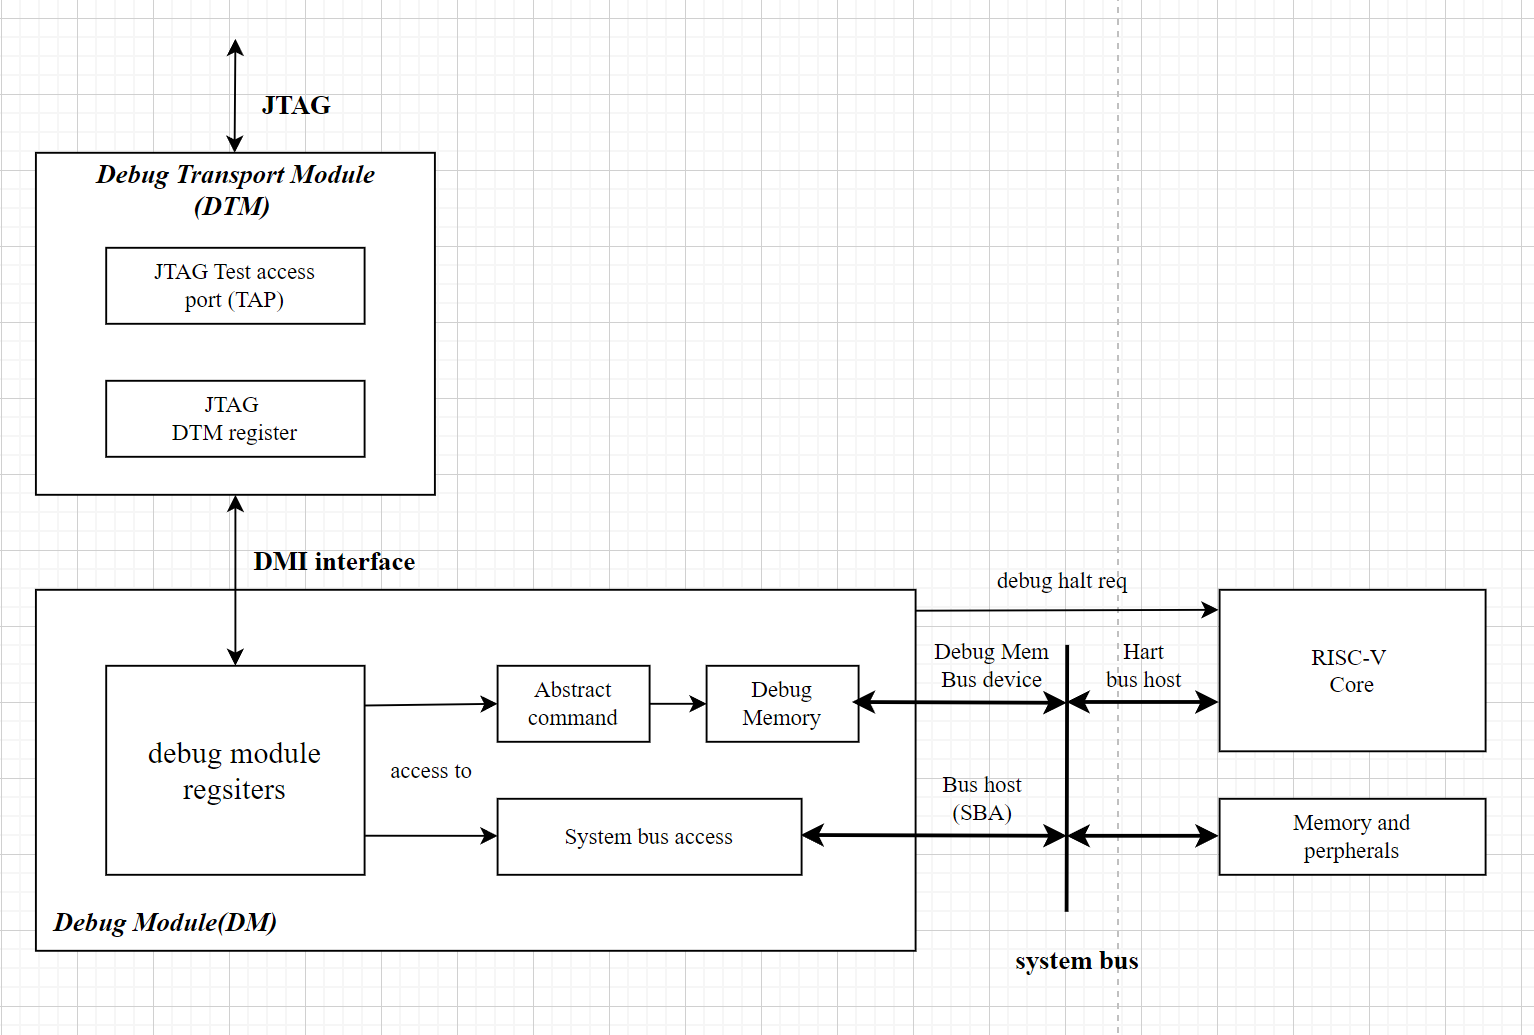 JTAG
Debug Transport Module
(DTM)
JTAG Test access
port (TAP)
JTAG
DTM register
DMI interface
debug halt req
Debug Mem
Bus device
Hart
bus host
RISC-V
Core
Abstract
command
Debug
Memory
debug module
regsiters
access to
Bus host
(SBA)
System bus access
Memory and
perpherals
Debug Module(DM)
system bus